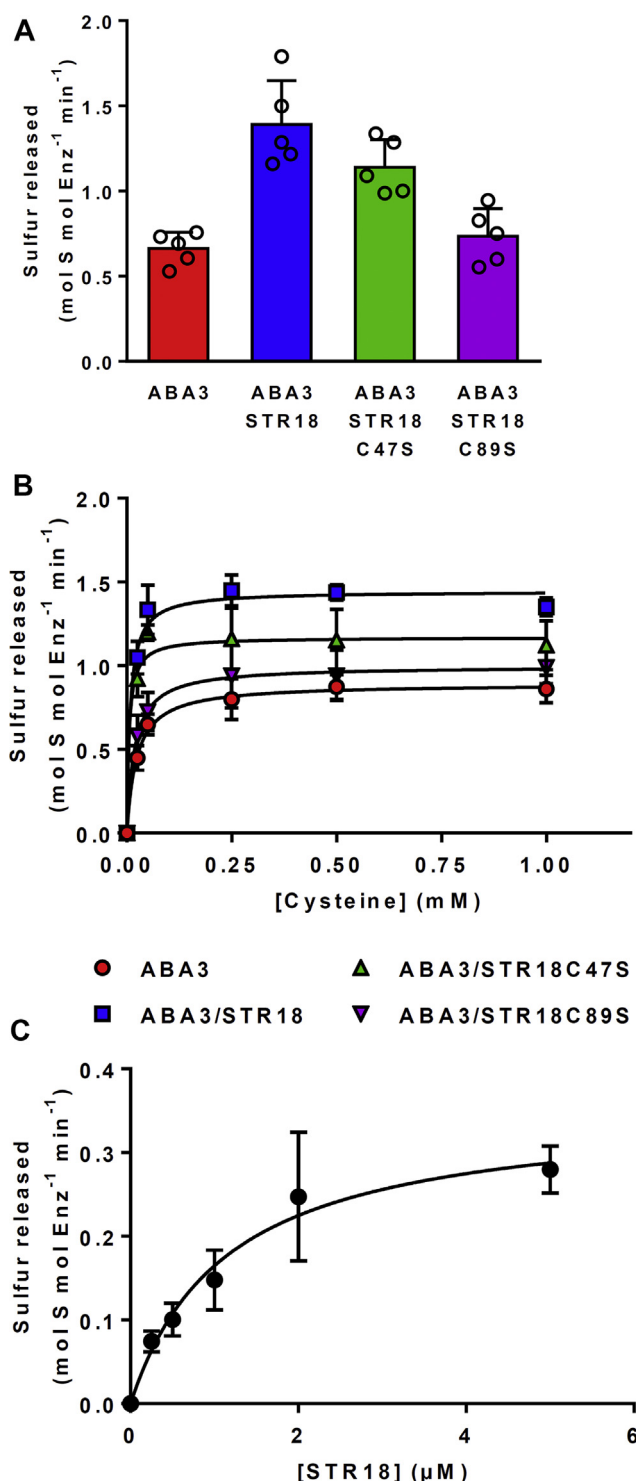 A
Sulfur released
(mol S mol Enz⁻¹ min⁻¹)
2.0
1.5
1.0
0.5
0.0
ABA3
ABA3
STR18
ABA3
STR18
C47S
ABA3
STR18
C89S
B
Sulfur released
(mol S mol Enz⁻¹ min⁻¹)
2.0
1.5
1.0
0.5
0.0
0.00 0.25 0.50 0.75 1.00
[Cysteine] (mM)
ABA3 ABA3/STR18C47S
ABA3/STR18 ABA3/STR18C89S
C
Sulfur released
(mol S mol Enz⁻¹ min⁻¹)
0.4
0.3
0.2
0.1
0.0
0 2 4 6
[STR18] (µM)